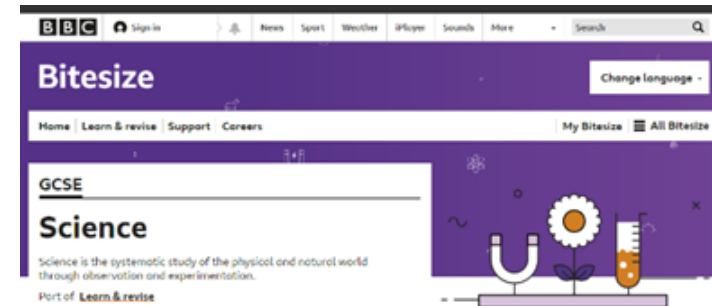 BBC Sign in News Sport Weather iPlayer Sounds More Search
Bitesize
Change language
Home Learn & revise Support Careers My Bitesize All Bitesize
GCSE
Science
Science is the systematic study of the physical and natural world
through observation and experimentation.
Part of Learn & revise